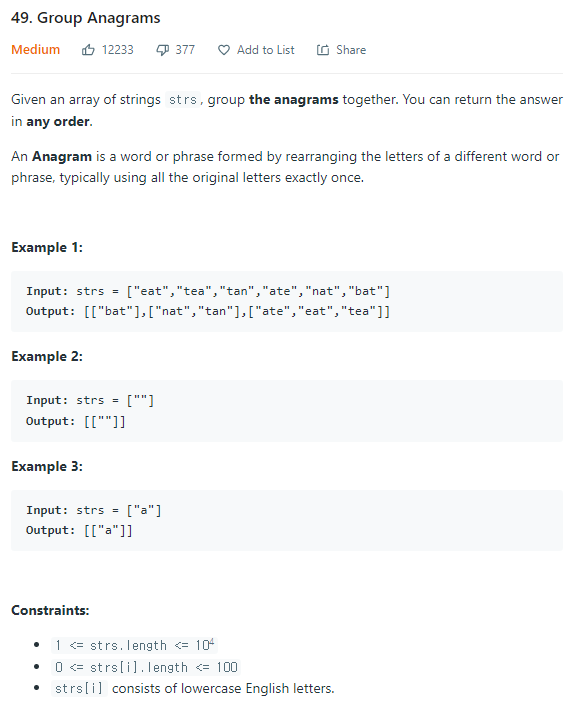 49. Group Anagrams
Medium 12233 377 Add to List Share
Given an array of strings strs, group the anagrams together. You can return the answer
in any order.
An Anagram is a word or phrase formed by rearranging the letters of a different word or
phrase, typically using all the original letters exactly once.
Example 1:
Input: strs = ["eat","tea","tan","ate","nat","bat"]
Output: [["bat"],["nat","tan"],["ate","eat","tea"]]
Example 2:
Input: strs = [""]
Output: [[""]]
Example 3:
Input: strs = ["a"]
Output: [["a"]]
Constraints:
• 1 <= strs.length <= 10⁴
• 0 <= strs[i].length <= 100
• strs[i] consists of lowercase English letters.